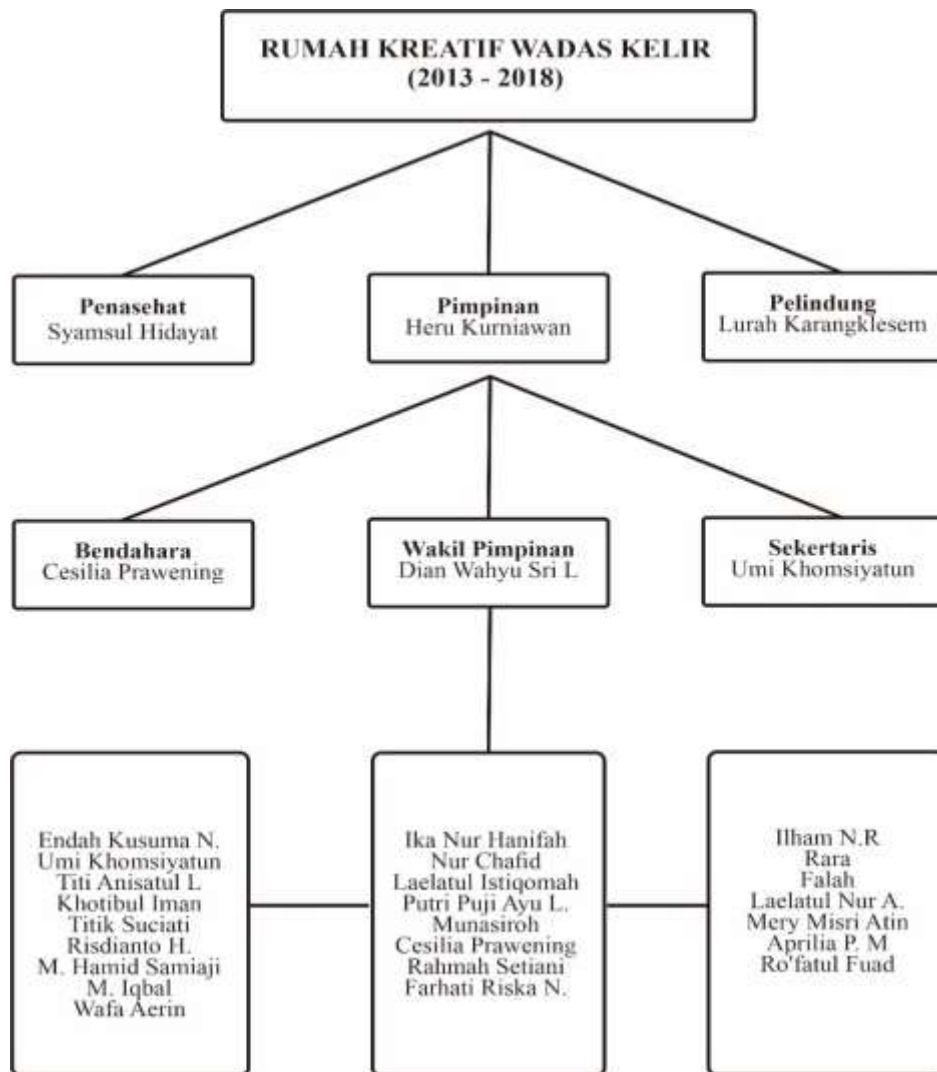 RUMAH KREATIF WADAS KELIR
(2013 - 2018)
Penasehat
Syamsul Hidayat
Pimpinan
Heru Kurniawan
Pelindung
Lurah Karangklesem
Bendahara
Cesilia Prawening
Wakil Pimpinan
Dian Wahyu Sri L
Sekertaris
Umi Khomsiyatun
Endah Kusuma N.
Umi Khomsiyatun
Titi Anisatul L
Khotibul Iman
Titik Suciati
Risdianto H.
M. Hamid Samiaji
M. Iqbal
Wafa Aerin
Ika Nur Hanifah
Nur Chafid
Laelatul Istiqomah
Putri Puji Ayu L.
Munasiroh
Cesilia Prawening
Rahmah Setiani
Farhati Riska N.
Ilham N.R
Rara
Falah
Laelatul Nur A.
Mery Misri Atin
Aprilia P. M
Ro'fatul Fuad